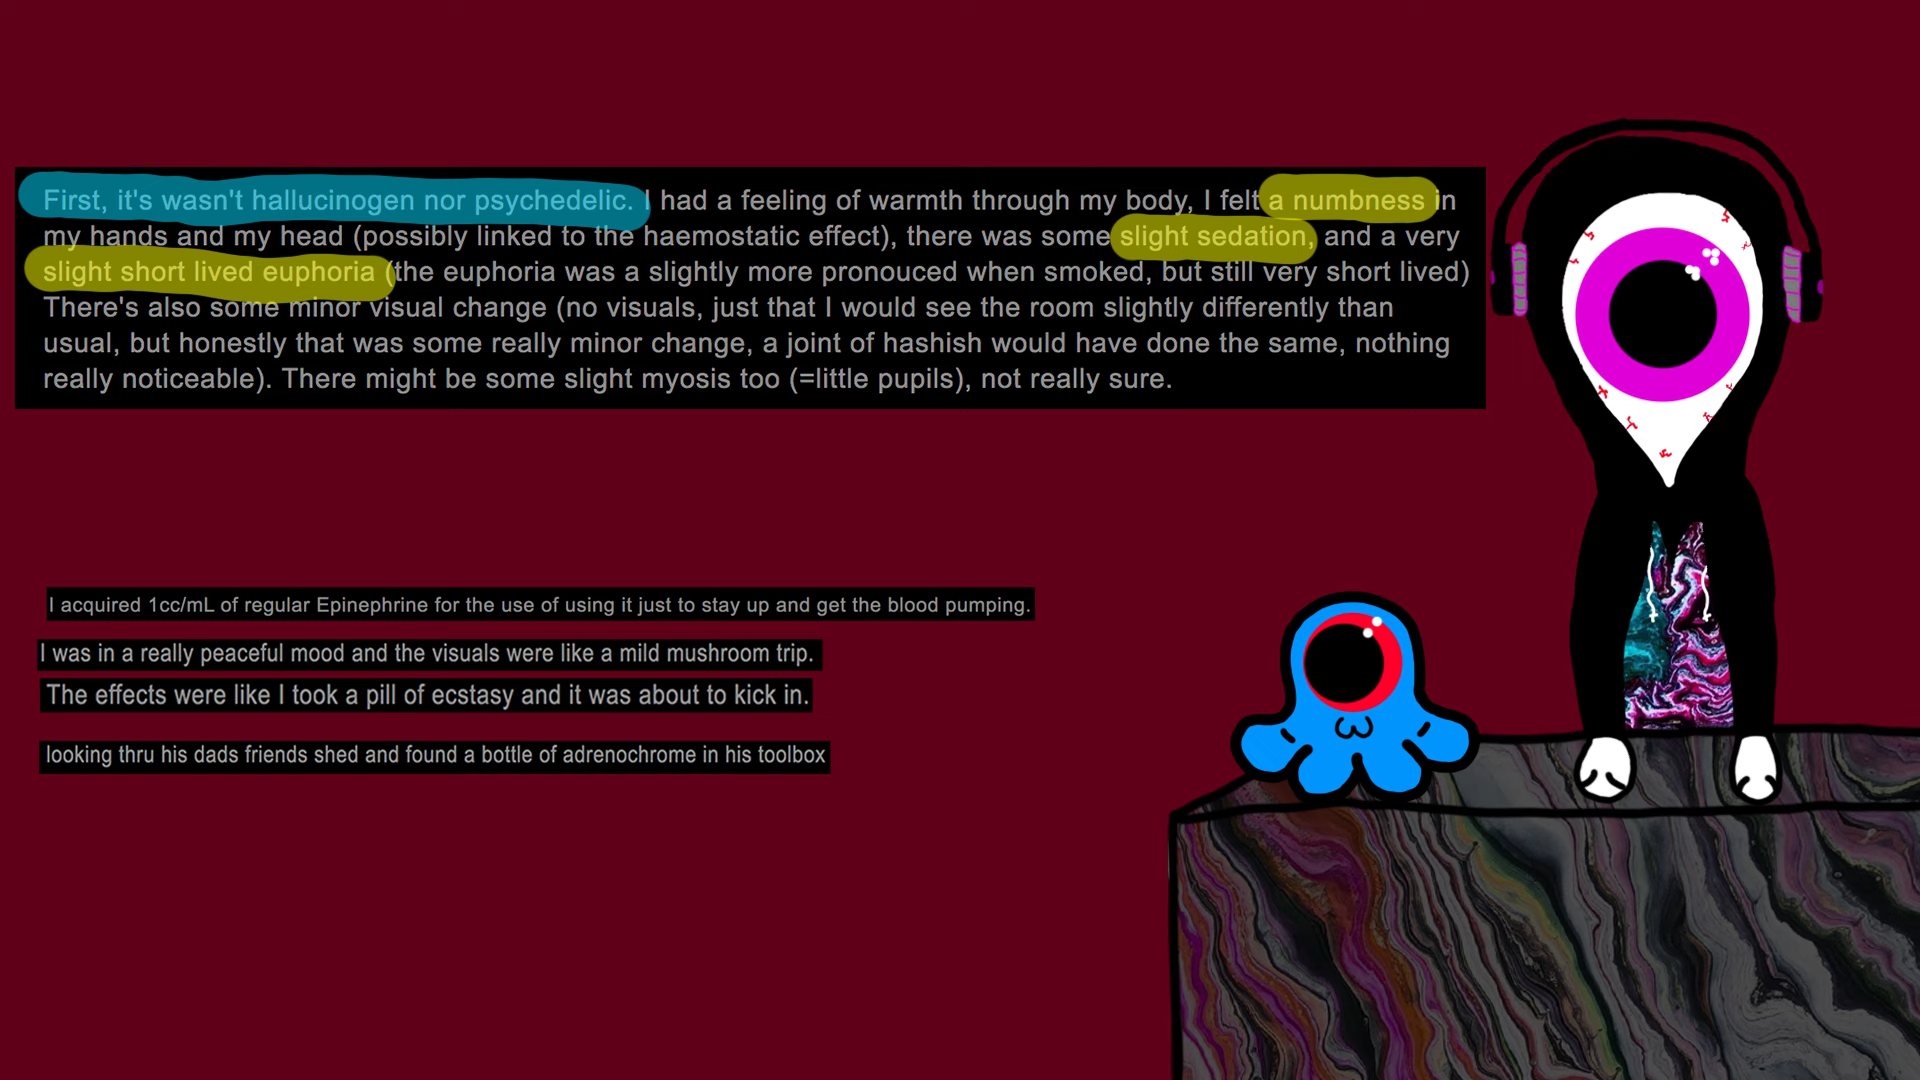 First, it's wasn't hallucinogen nor psychedelic. I had a feeling of warmth through my body, I felt a numbness in
my hands and my head (possibly linked to the haemostatic effect), there was some slight sedation, and a very
slight short lived euphoria (the euphoria was a slightly more pronouced when smoked, but still very short lived)
There's also some minor visual change (no visuals, just that I would see the room slightly differently than
usual, but honestly that was some really minor change, a joint of hashish would have done the same, nothing
really noticeable). There might be some slight myosis too (=little pupils), not really sure.
I acquired 1cc/mL of regular Epinephrine for the use of using it just to stay up and get the blood pumping.
I was in a really peaceful mood and the visuals were like a mild mushroom trip.
The effects were like I took a pill of ecstasy and it was about to kick in.
looking thru his dads friends shed and found a bottle of adrenochrome in his toolbox